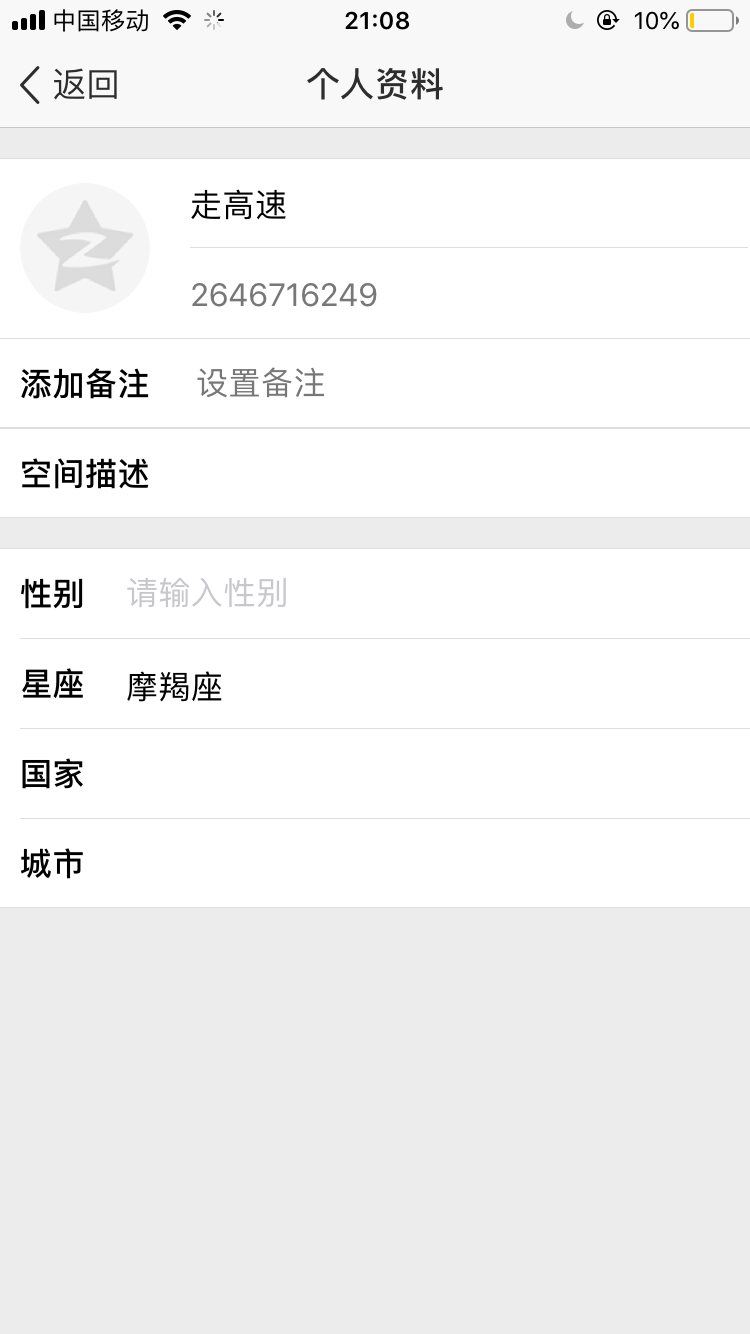 中国移动 21:08 10%
返回 个人资料
走高速
2646716249
添加备注 设置备注
空间描述
性别 请输入性别
星座 摩羯座
国家
城市